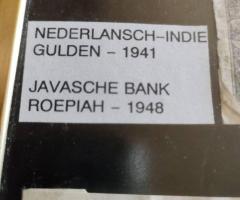 NEDERLANSCH-INDIE
GULDEN - 1941
JAVASCHE BANK
ROEPIAH - 1948